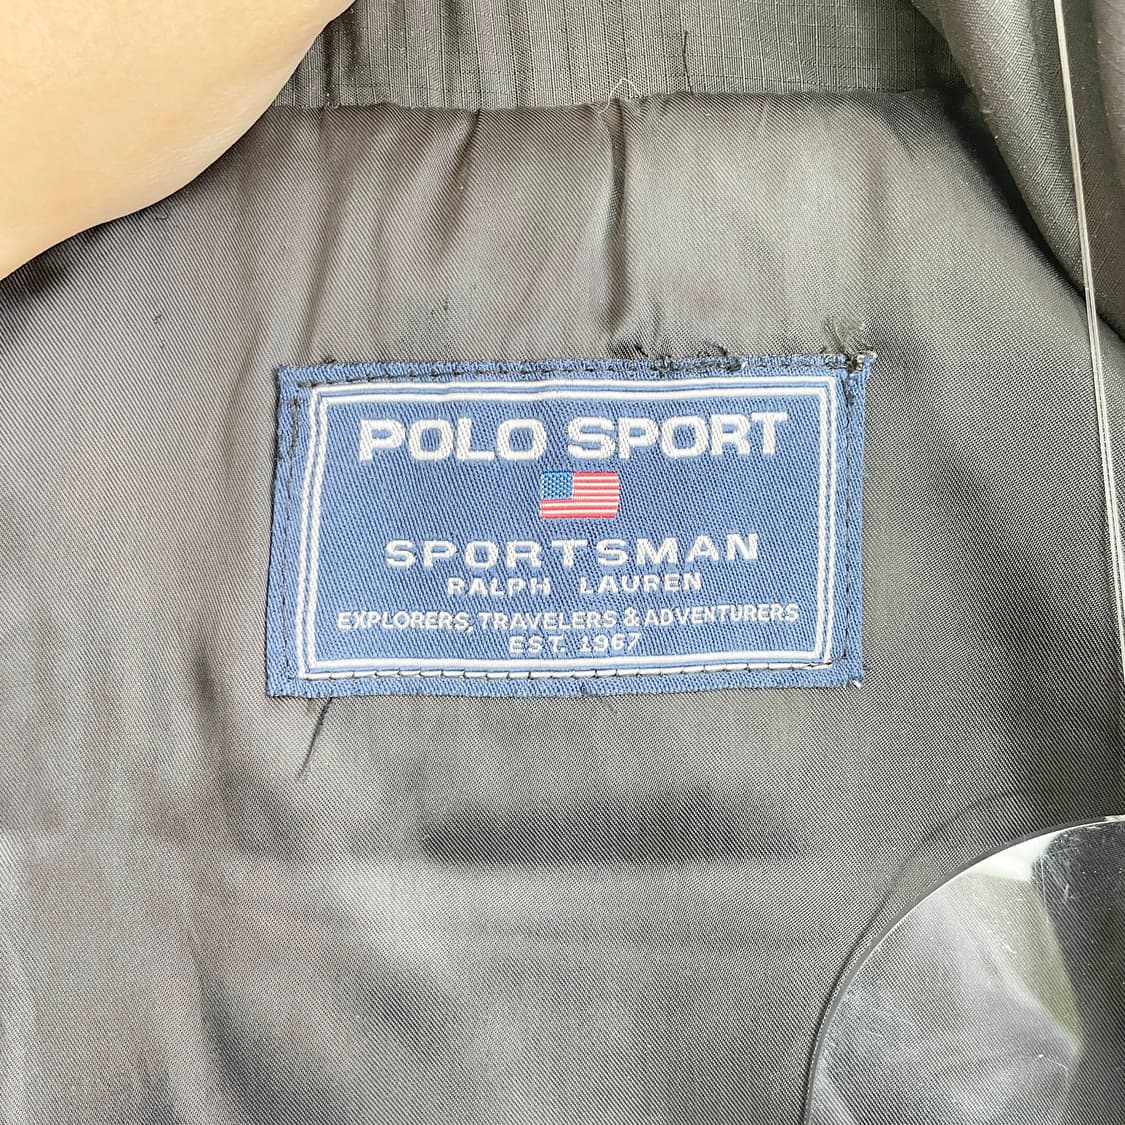 POLO SPORT
SPORTSMAN
RALPH LAUREN
EXPLORERS, TRAVELERS & ADVENTURERS
EST. 1967